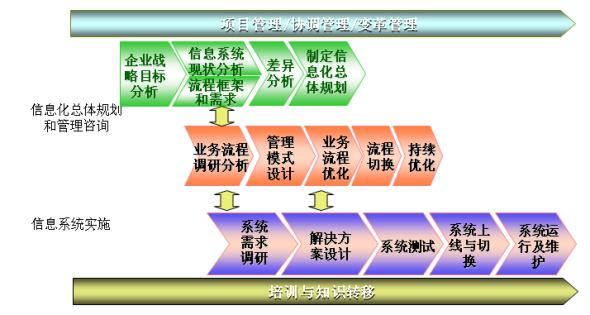 项目管理/协调管理/变革管理
企业战
略目标
分析
信息系统
现状分析
流程框架
和需求
差异
分析
制定信
息化总
体规划
信息化总体规划
和管理咨询
业务流程
调研分析
管理
模式
设计
业务
流程
优化
流程
切换
持续
优化
信息系统实施
系统
需求
调研
解决方
案设计
系统测试
系统上
线与切
换
系统运
行及维
护
培训与知识转移